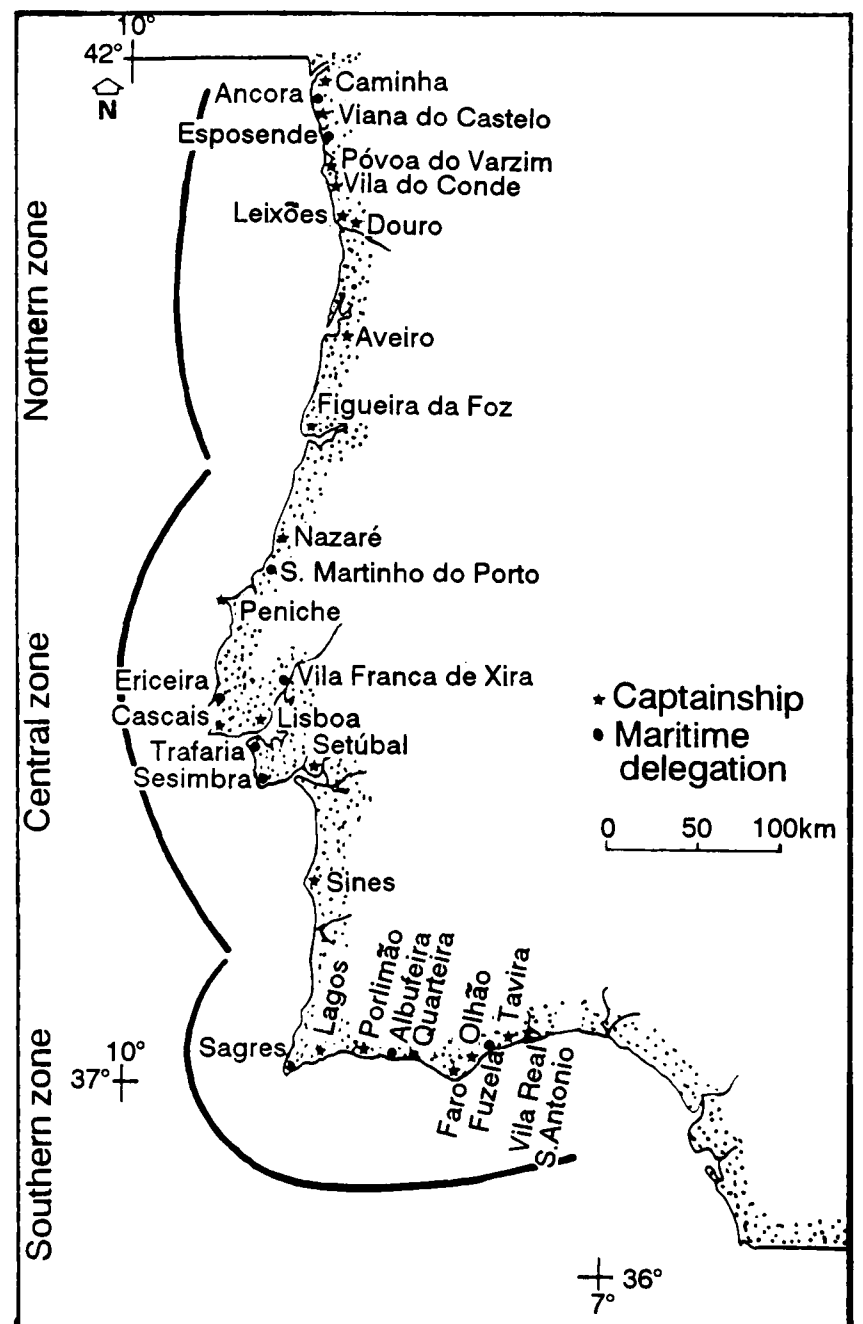 10°
42°
N
Caminha
Ancora
Viana do Castelo
Esposende
Póvoa do Varzim
Vila do Conde
Leixões
Douro
Northern zone
Aveiro
Figueira da Foz
Nazaré
S. Martinho do Porto
Peniche
Central zone
Ericeira
Vila Franca de Xira
Cascais
Lisboa
Trafaria
Setúbal
Sesimbra
Captainship
Maritime
delegation
0 50 100km
Sines
Southern zone
Sagres
Lagos
Porlimão
Albufeira
Quarteira
Faro
Olhão
Fuzela
Tavira
Vila Real
S.Antonio
10°
37°
36°
7°